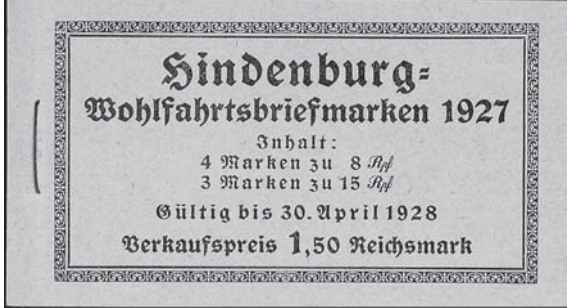 Hindenburg=
Wohlfahrtsbriefmarken 1927
Inhalt:
4 Marken zu 8 Rpf
3 Marken zu 15 Rpf
Gültig bis 30. April 1928
Verkaufspreis 1,50 Reichsmark